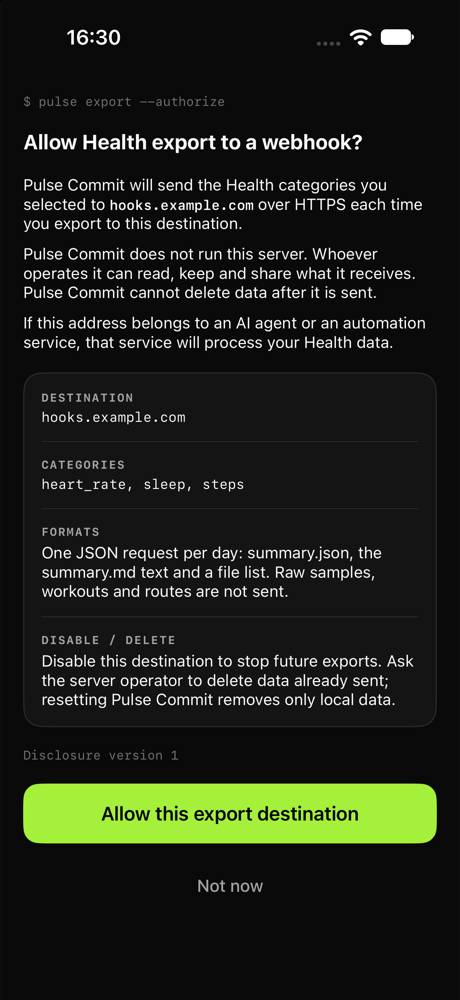 16:30
$ pulse export --authorize
Allow Health export to a webhook?
Pulse Commit will send the Health categories you
selected to hooks.example.com over HTTPS each time
you export to this destination.
Pulse Commit does not run this server. Whoever
operates it can read, keep and share what it receives.
Pulse Commit cannot delete data after it is sent.
If this address belongs to an AI agent or an automation
service, that service will process your Health data.
DESTINATION
hooks.example.com
CATEGORIES
heart_rate, sleep, steps
FORMATS
One JSON request per day: summary.json, the
summary.md text and a file list. Raw samples,
workouts and routes are not sent.
DISABLE / DELETE
Disable this destination to stop future exports. Ask
the server operator to delete data already sent;
resetting Pulse Commit removes only local data.
Disclosure version 1
Allow this export destination
Not now